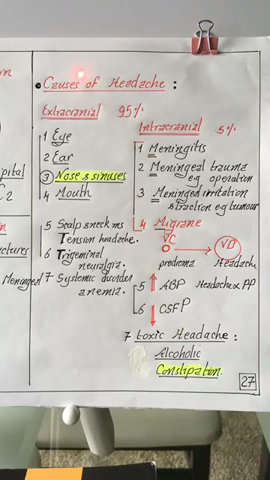 • Causes of Headache :
Extracranial 95%
1 Eye
2 Ear
3 Nose & sinuses
4 Mouth
5 Scalp s neck ms
Tension headache.
6 Trigeminal
neuralgia.
7 Systemic disorder
anemia.
Intracranial 5%
1 Meningitis
2 Meningeal trauma
e.g operation
3 Meningeal irritation
& traction eg tumour
4 Migrane
VC
VD
prodroma Headache
5 ↑ ABP Headache x PP
6 ↓ CSFP
7 toxic Headache :
Alcoholic
Constipation.
27
in
pital
C 2
n
ctures
Meninges